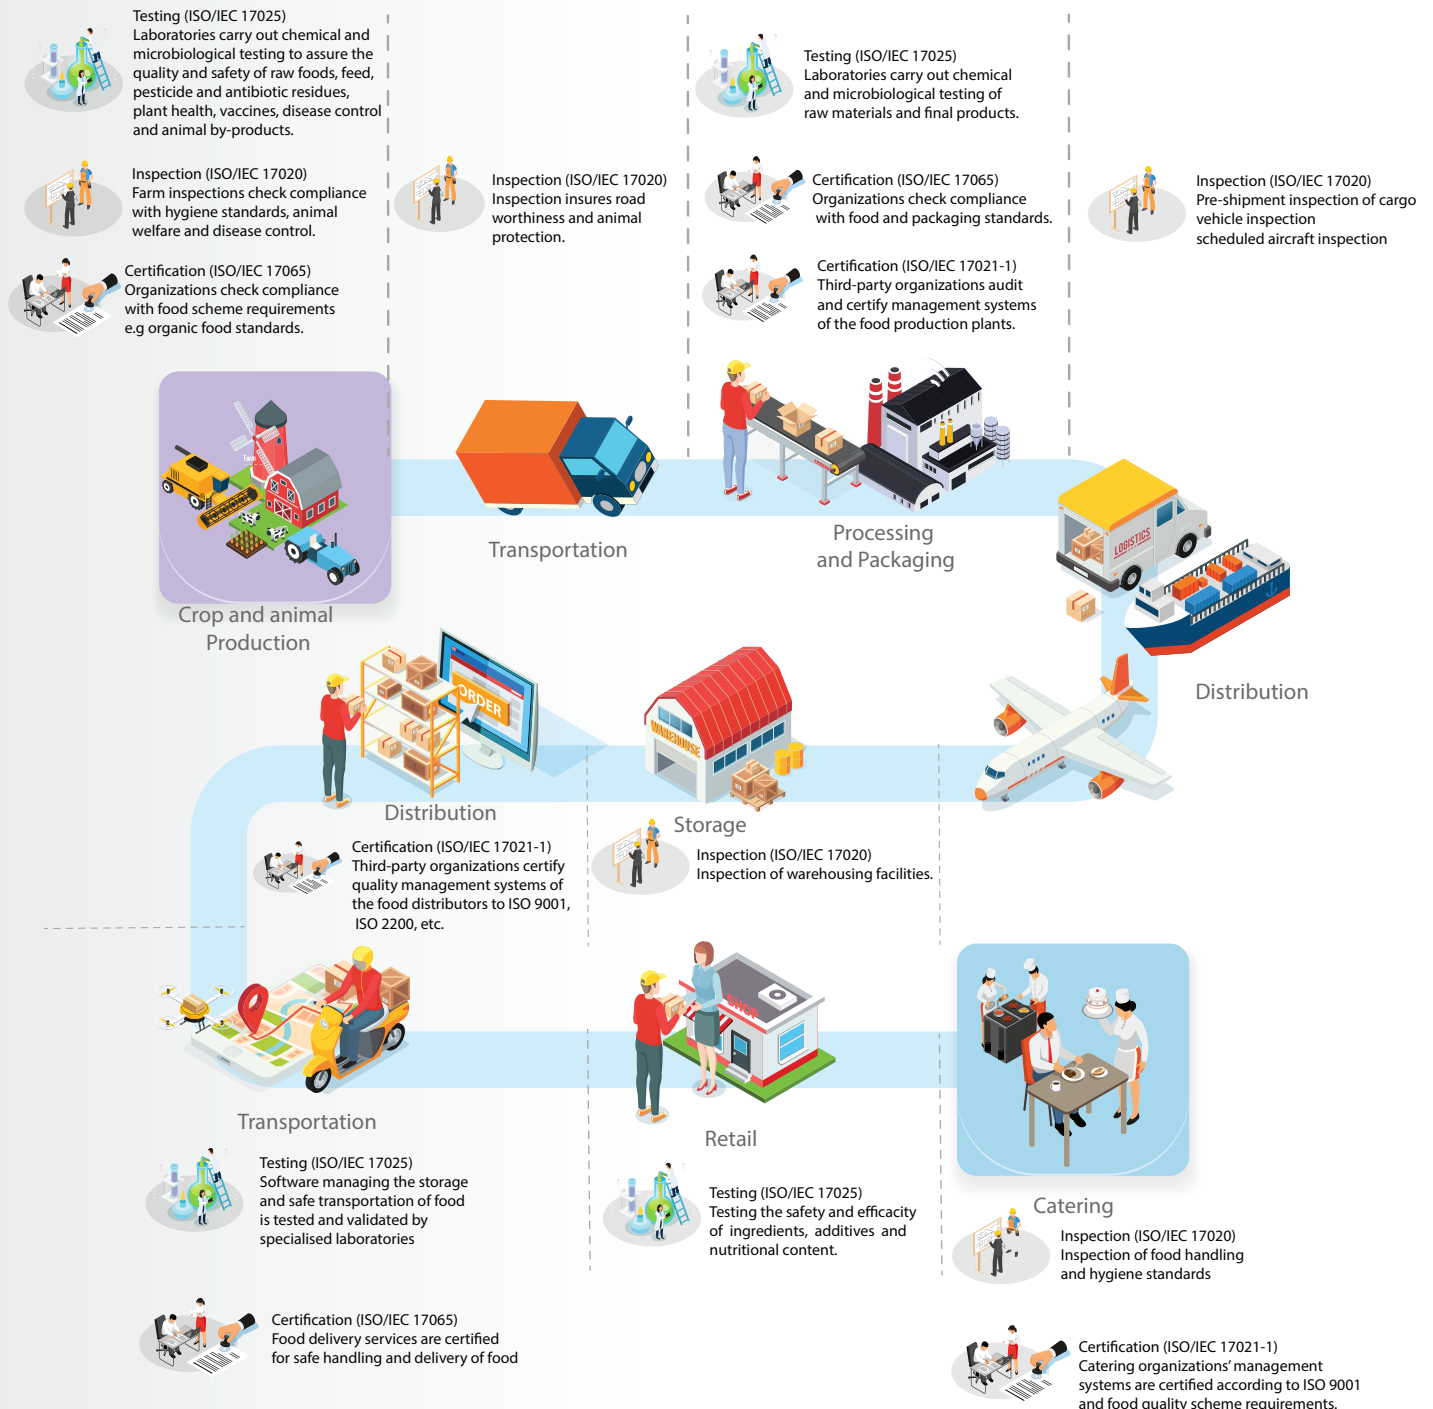 Testing (ISO/IEC 17025)
Laboratories carry out chemical and
microbiological testing to assure the
quality and safety of raw foods, feed,
pesticide and antibiotic residues,
plant health, vaccines, disease control
and animal by-products.
Inspection (ISO/IEC 17020)
Farm inspections check compliance
with hygiene standards, animal
welfare and disease control.
Certification (ISO/IEC 17065)
Organizations check compliance
with food scheme requirements
e.g organic food standards.
Inspection (ISO/IEC 17020)
Inspection insures road
worthiness and animal
protection.
Testing (ISO/IEC 17025)
Laboratories carry out chemical
and microbiological testing of
raw materials and final products.
Certification (ISO/IEC 17065)
Organizations check compliance
with food and packaging standards.
Certification (ISO/IEC 17021-1)
Third-party organizations audit
and certify management systems
of the food production plants.
Inspection (ISO/IEC 17020)
Pre-shipment inspection of cargo
vehicle inspection
scheduled aircraft inspection
Farm
Crop and animal
Production
Transportation
Processing
and Packaging
LOGISTICS
Distribution
ORDER
Distribution
Certification (ISO/IEC 17021-1)
Third-party organizations certify
quality management systems of
the food distributors to ISO 9001,
ISO 2200, etc.
WAREHOUSE
Storage
Inspection (ISO/IEC 17020)
Inspection of warehousing facilities.
Transportation
Testing (ISO/IEC 17025)
Software managing the storage
and safe transportation of food
is tested and validated by
specialised laboratories
Certification (ISO/IEC 17065)
Food delivery services are certified
for safe handling and delivery of food
SHOP
Retail
Testing (ISO/IEC 17025)
Testing the safety and efficacy
of ingredients, additives and
nutritional content.
Catering
Inspection (ISO/IEC 17020)
Inspection of food handling
and hygiene standards
Certification (ISO/IEC 17021-1)
Catering organizations' management
systems are certified according to ISO 9001
and food quality scheme requirements.